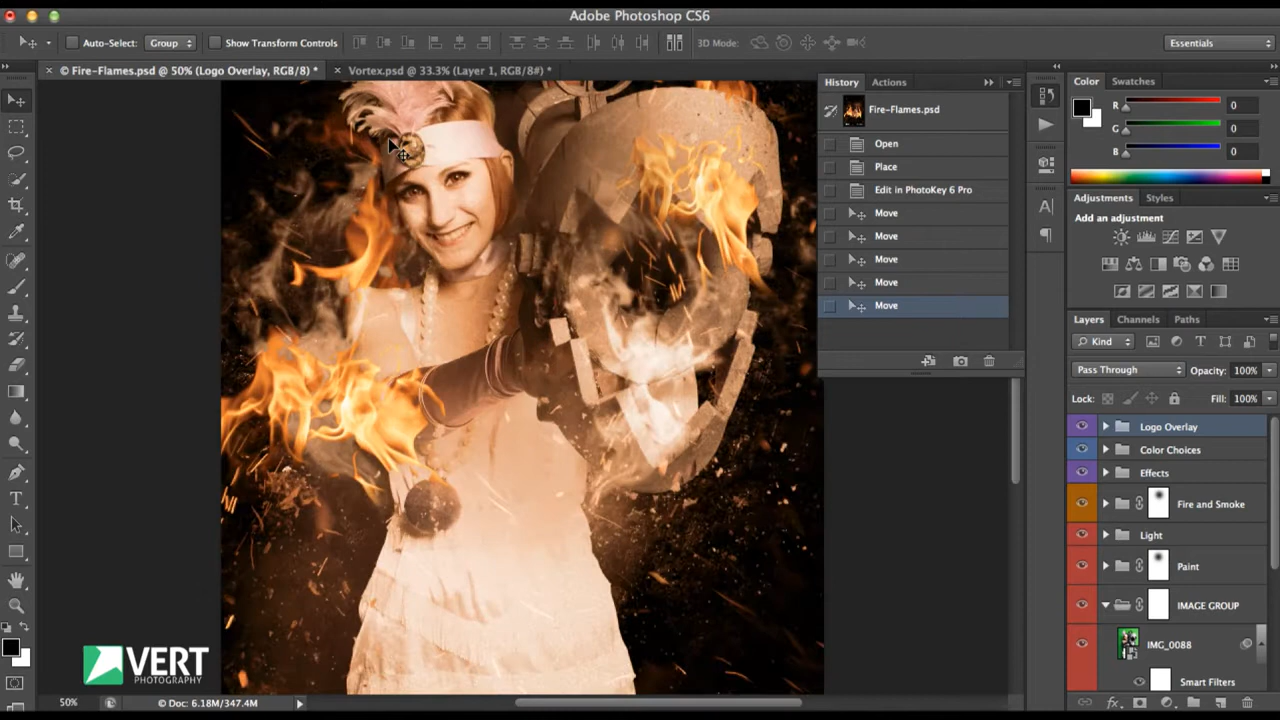 Adobe Photoshop CS6
Auto-Select: Group Show Transform Controls 3D Mode: Essentials
© Fire-Flames.psd @ 50% (Logo Overlay, RGB/8) * Vortex.psd @ 33.3% (Layer 1, RGB/8#) *
History Actions
Fire-Flames.psd
Open
Place
Edit in PhotoKey 6 Pro
Move
Move
Move
Move
Move
Color Swatches
R 0
G 0
B 0
Adjustments Styles
Add an adjustment
Layers Channels Paths
Kind
Pass Through Opacity: 100%
Lock: Fill: 100%
Logo Overlay
Color Choices
Effects
Fire and Smoke
Light
Paint
IMAGE GROUP
IMG_0088
Smart Filters
VERT
PHOTOGRAPHY
50% © Doc: 6.18M/347.4M